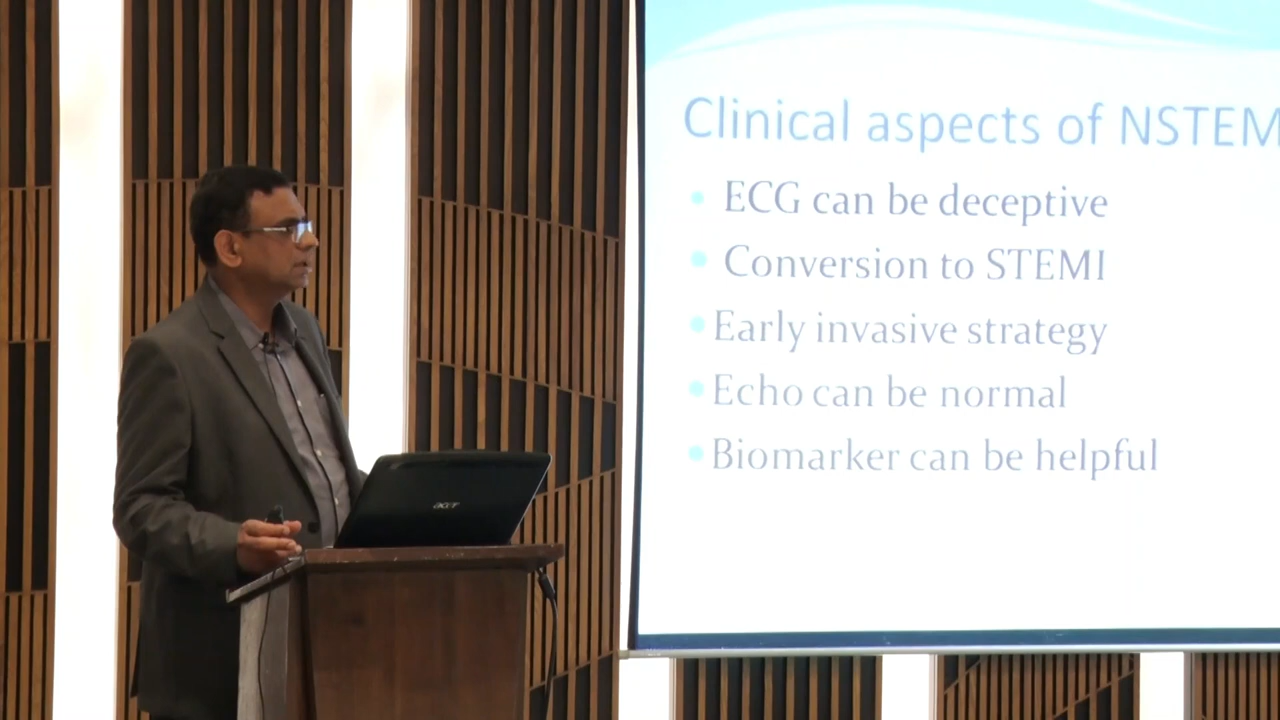 Clinical aspects of NSTEM
ECG can be deceptive
Conversion to STEMI
Early invasive strategy
Echo can be normal
Biomarker can be helpful
acer